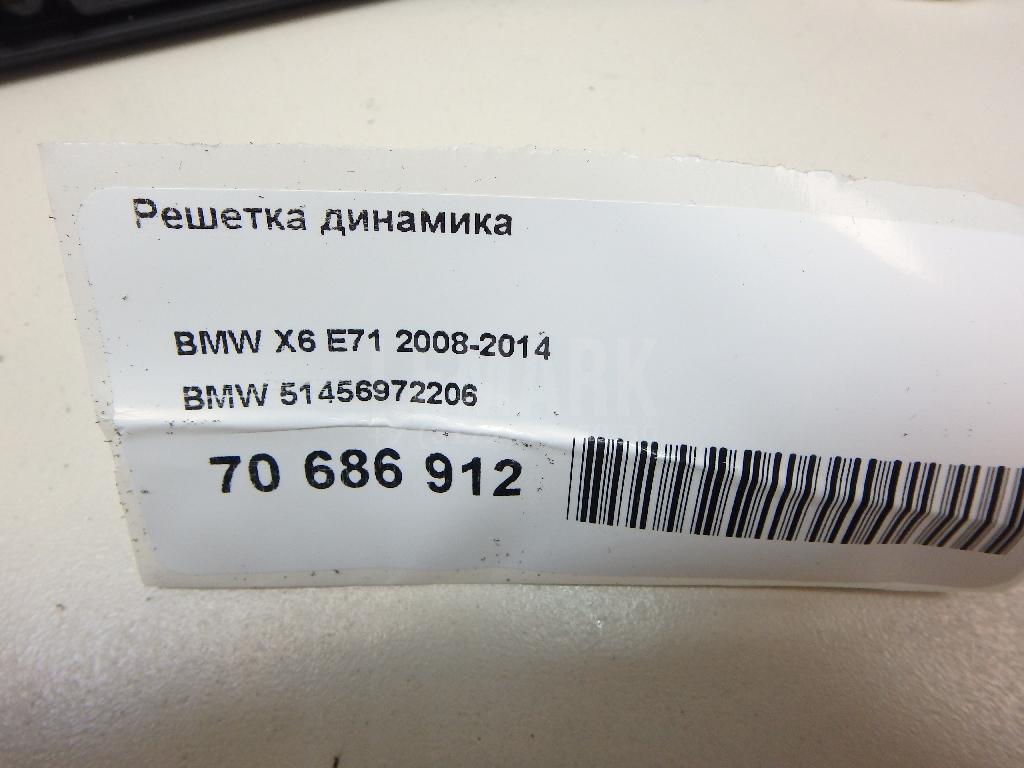 Решетка динамика
BMW X6 E71 2008-2014
BMW 51456972206
70 686 912